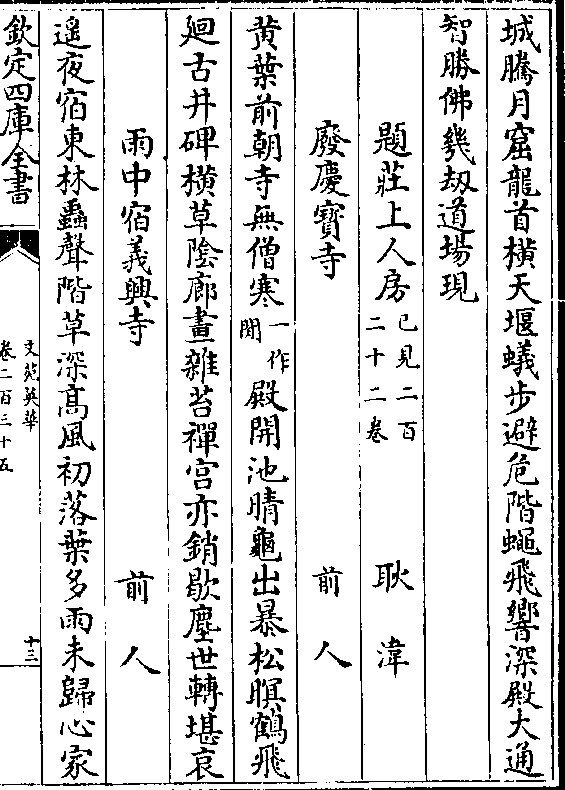 城騰月窟龍首橫天堰蟻步避危階蠅飛響深殿大通
智勝佛幾刼道場現
題莊上人房已見二百二十二卷 耿湋
廢慶寳寺 前人
黄葉前朝寺無僧寒一作閒殿開池晴龜出暴松暝鶴飛
廻古井碑橫草陰廊畫雜苔禪宫亦銷歇塵世轉堪哀
雨中宿義興寺 前人
遥夜宿東林蟲聲階草深髙風初落葉多雨未歸心家
欽定四庫全書
文苑英華
卷二百三十五
十三